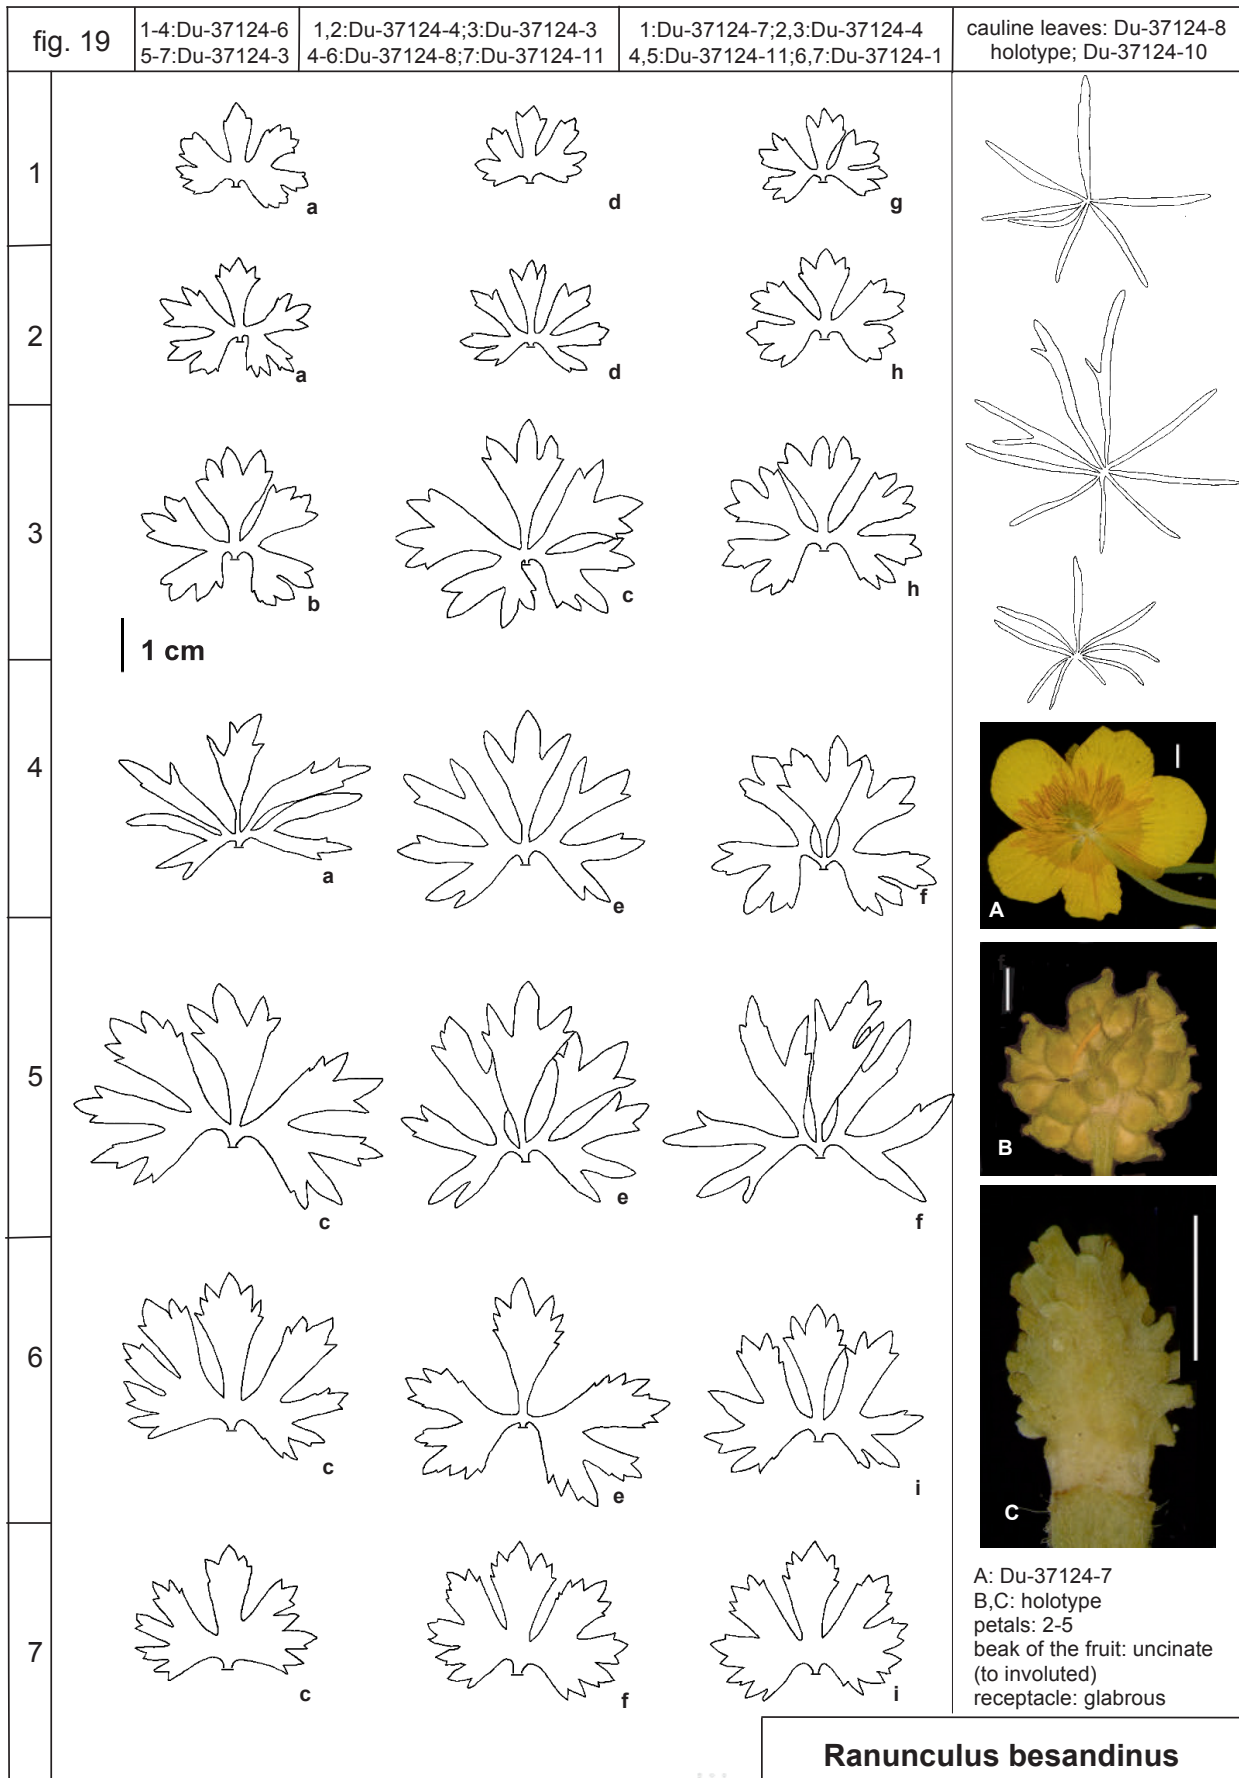 fig. 19
1-4:Du-37124-6
5-7:Du-37124-3
1,2:Du-37124-4;3:Du-37124-3
4-6:Du-37124-8;7:Du-37124-11
1:Du-37124-7;2,3:Du-37124-4
4,5:Du-37124-11;6,7:Du-37124-1
cauline leaves: Du-37124-8
holotype; Du-37124-10
1
a
d
g
2
a
d
h
3
b
c
h
1 cm
4
a
e
f
A
5
c
e
f
B
6
c
e
i
C
7
c
f
i
A: Du-37124-7
B,C: holotype
petals: 2-5
beak of the fruit: uncinate
(to involuted)
receptacle: glabrous
Ranunculus besandinus